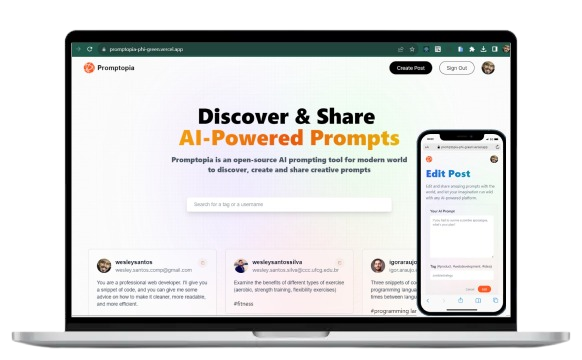 promptopia-phi-green.vercel.app
Promptopia
Create Post
Sign Out
Discover & Share
AI-Powered Prompts
Promptopia is an open-source AI prompting tool for modern world
to discover, create and share creative prompts
Search for a tag or a username
wesleysantos
wesley.santos.comp@gmail.com
You are a professional web developer. I'll give you
a snippet of code, and you can give me some
advice on how to make it cleaner, more readable,
and more efficient.
wesleysantossilva
wesley.santos.silva@ccc.ufcg.edu.br
Examine the benefits of different types of exercise
(aerobic, strength training, flexibility exercises)
#fitness
igoraraujo
igor.araujo
Three snippets of co
programming langua
times between langu
#programming lan
promptopia-phi-green.vercel.app
Edit Post
Edit and share amazing prompts with the
world, and let your imagination run wild
with any AI-powered platform.
Your AI Prompt
Tag (#product, #webdevelopment, #idea)
Cancel
Edit